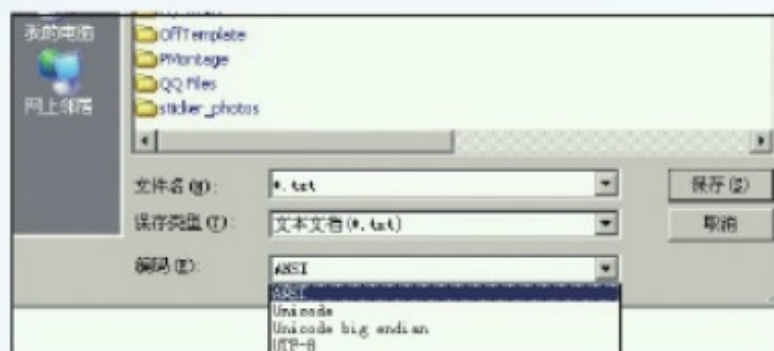 我的电脑
OffTemplate
PMontage
QQ Files
网上邻居
sticker_photos
文件名(N):
*.txt
保存(S)
保存类型(T):
文本文档(*.txt)
取消
编码(E):
ANSI
ANSI
Unicode
Unicode big endian
UTF-8